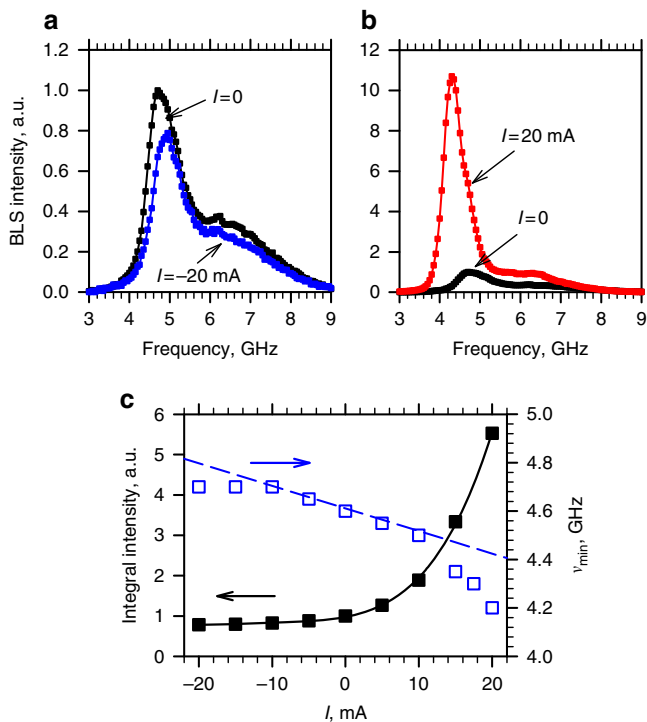 a
b
1.2
1.0
0.8
0.6
0.4
0.2
0.0
BLS intensity, a.u.
I=0
I=–20 mA
3 4 5 6 7 8 9
Frequency, GHz
12
10
8
6
4
2
0
I=20 mA
I=0
3 4 5 6 7 8 9
Frequency, GHz
c
6
5
4
3
2
1
0
Integral intensity, a.u.
5.0
4.8
4.6
4.4
4.2
4.0
νmin, GHz
–20 –10 0 10 20
I, mA